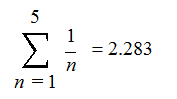 5
∑ 1/n = 2.283
n = 1